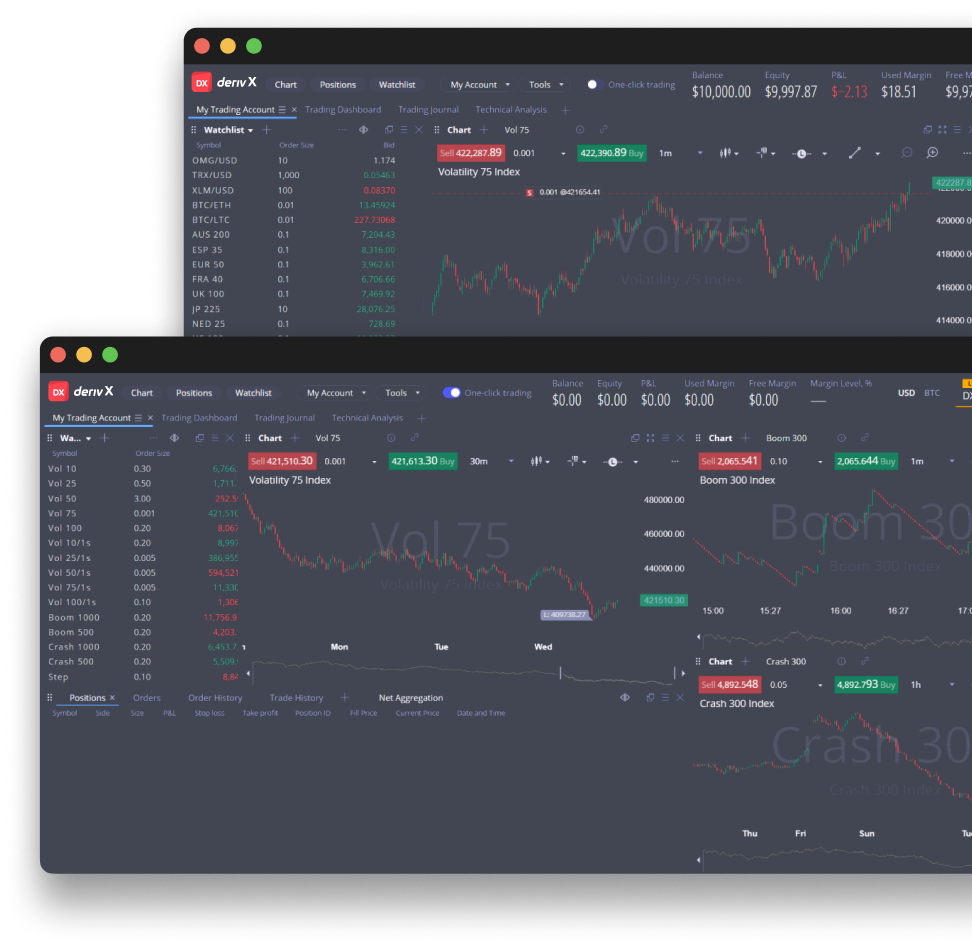 DX deriv X Chart Positions Watchlist My Account Tools One-click trading
Balance Equity P&L Used Margin Free M
$10,000.00 $9,997.87 $-2.13 $18.51 $9,97
My Trading Account Trading Dashboard Trading Journal Technical Analysis
Watchlist
Symbol Order Size Bid
OMG/USD 10 1.174
TRX/USD 1,000 0.05463
XLM/USD 100 0.08370
BTC/ETH 0.01 13.45924
BTC/LTC 0.01 227.73068
AUS 200 0.1 7,204.43
ESP 35 0.1 8,316.00
EUR 50 0.1 3,962.61
FRA 40 0.1 6,706.66
UK 100 0.1 7,469.92
JP 225 10 28,076.25
NED 25 0.1 728.69
Chart Vol 75
Sell 422,287.89 0.001 422,390.89 Buy 1m
Volatility 75 Index
S 0.001 @421654.41
Vol 75
Volatility 75 Index
422287.8
420000.0
418000.0
416000.0
414000.0
DX deriv X Chart Positions Watchlist My Account Tools One-click trading
Balance Equity P&L Used Margin Free Margin Margin Level, %
$0.00 $0.00 $0.00 $0.00 $0.00 —
USD BTC
My Trading Account Trading Dashboard Trading Journal Technical Analysis
Wa...
Symbol Order Size
Vol 10 0.30 6,766.
Vol 25 0.50 1,711.
Vol 50 3.00 252.5
Vol 75 0.001 421,510
Vol 100 0.20 8,067
Vol 10/1s 0.20 8,997
Vol 25/1s 0.005 386,955
Vol 50/1s 0.005 594,521
Vol 75/1s 0.005 11,330
Vol 100/1s 0.10 1,306
Boom 1000 0.20 11,756.9
Boom 500 0.20 4,203.
Crash 1000 0.20 6,453.7
Crash 500 0.20 5,509.
Step 0.10 8,84
Chart Vol 75
Sell 421,510.30 0.001 421,613.30 Buy 30m
Volatility 75 Index
Vol 75
Volatility 75 Index
480000.00
460000.00
440000.00
421510.30
L: 409738.27
Mon Tue Wed
Chart Boom 300
Sell 2,065.541 0.10 2,065.644 Buy 1m
Boom 300 Index
Boom 30
Boom 300 Index
15:00 15:27 16:00 16:27 17:0
Chart Crash 300
Sell 4,892.548 0.05 4,892.793 Buy 1h
Crash 300 Index
Crash 30
Crash 300 Index
Thu Fri Sun Tu
Positions Orders Order History Trade History Net Aggregation
Symbol Side Size P&L Stop loss Take profit Position ID Fill Price Current Price Date and Time